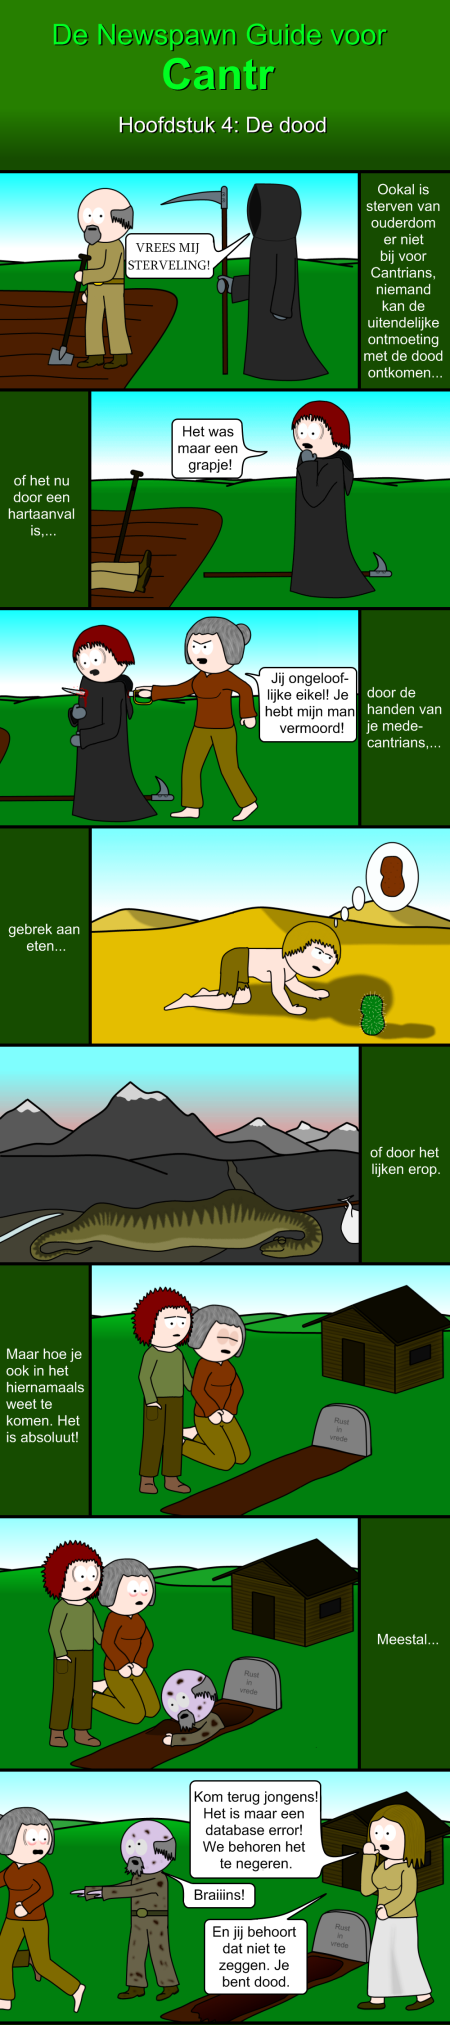 De Newspawn Guide voor
Cantr
Hoofdstuk 4: De dood
VREES MIJ
STERVELING!
Ookal is
sterven van
ouderdom
er niet
bij voor
Cantrians,
niemand
kan de
uitendelijke
ontmoeting
met de dood
ontkomen...
of het nu
door een
hartaanval
is,...
Het was
maar een
grapje!
Jij ongeloof-
lijke eikel! Je
hebt mijn man
vermoord!
door de
handen van
je mede-
cantrians,...
gebrek aan
eten...
of door het
lijken erop.
Maar hoe je
ook in het
hiernamaals
weet te
komen. Het
is absoluut!
Rust
in
vrede
Rust
in
vrede
Meestal...
Kom terug jongens!
Het is maar een
database error!
We behoren het
te negeren.
Braiiins!
En jij behoort
dat niet te
zeggen. Je
bent dood.
Rust
in
vrede